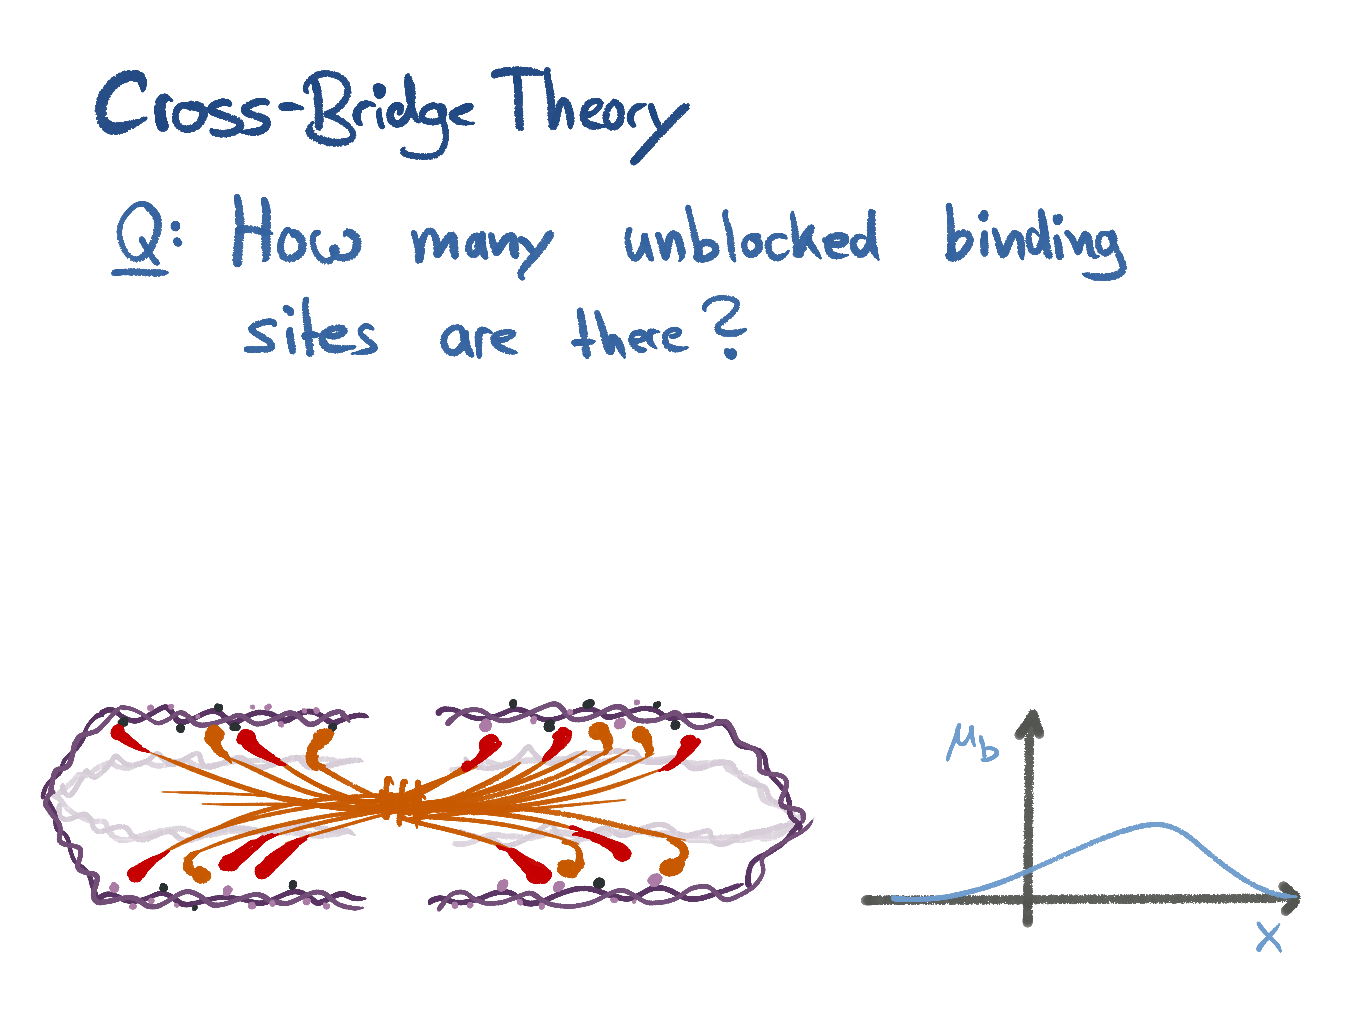 Cross-Bridge Theory
Q: How many unblocked binding
sites are there?
μb
x